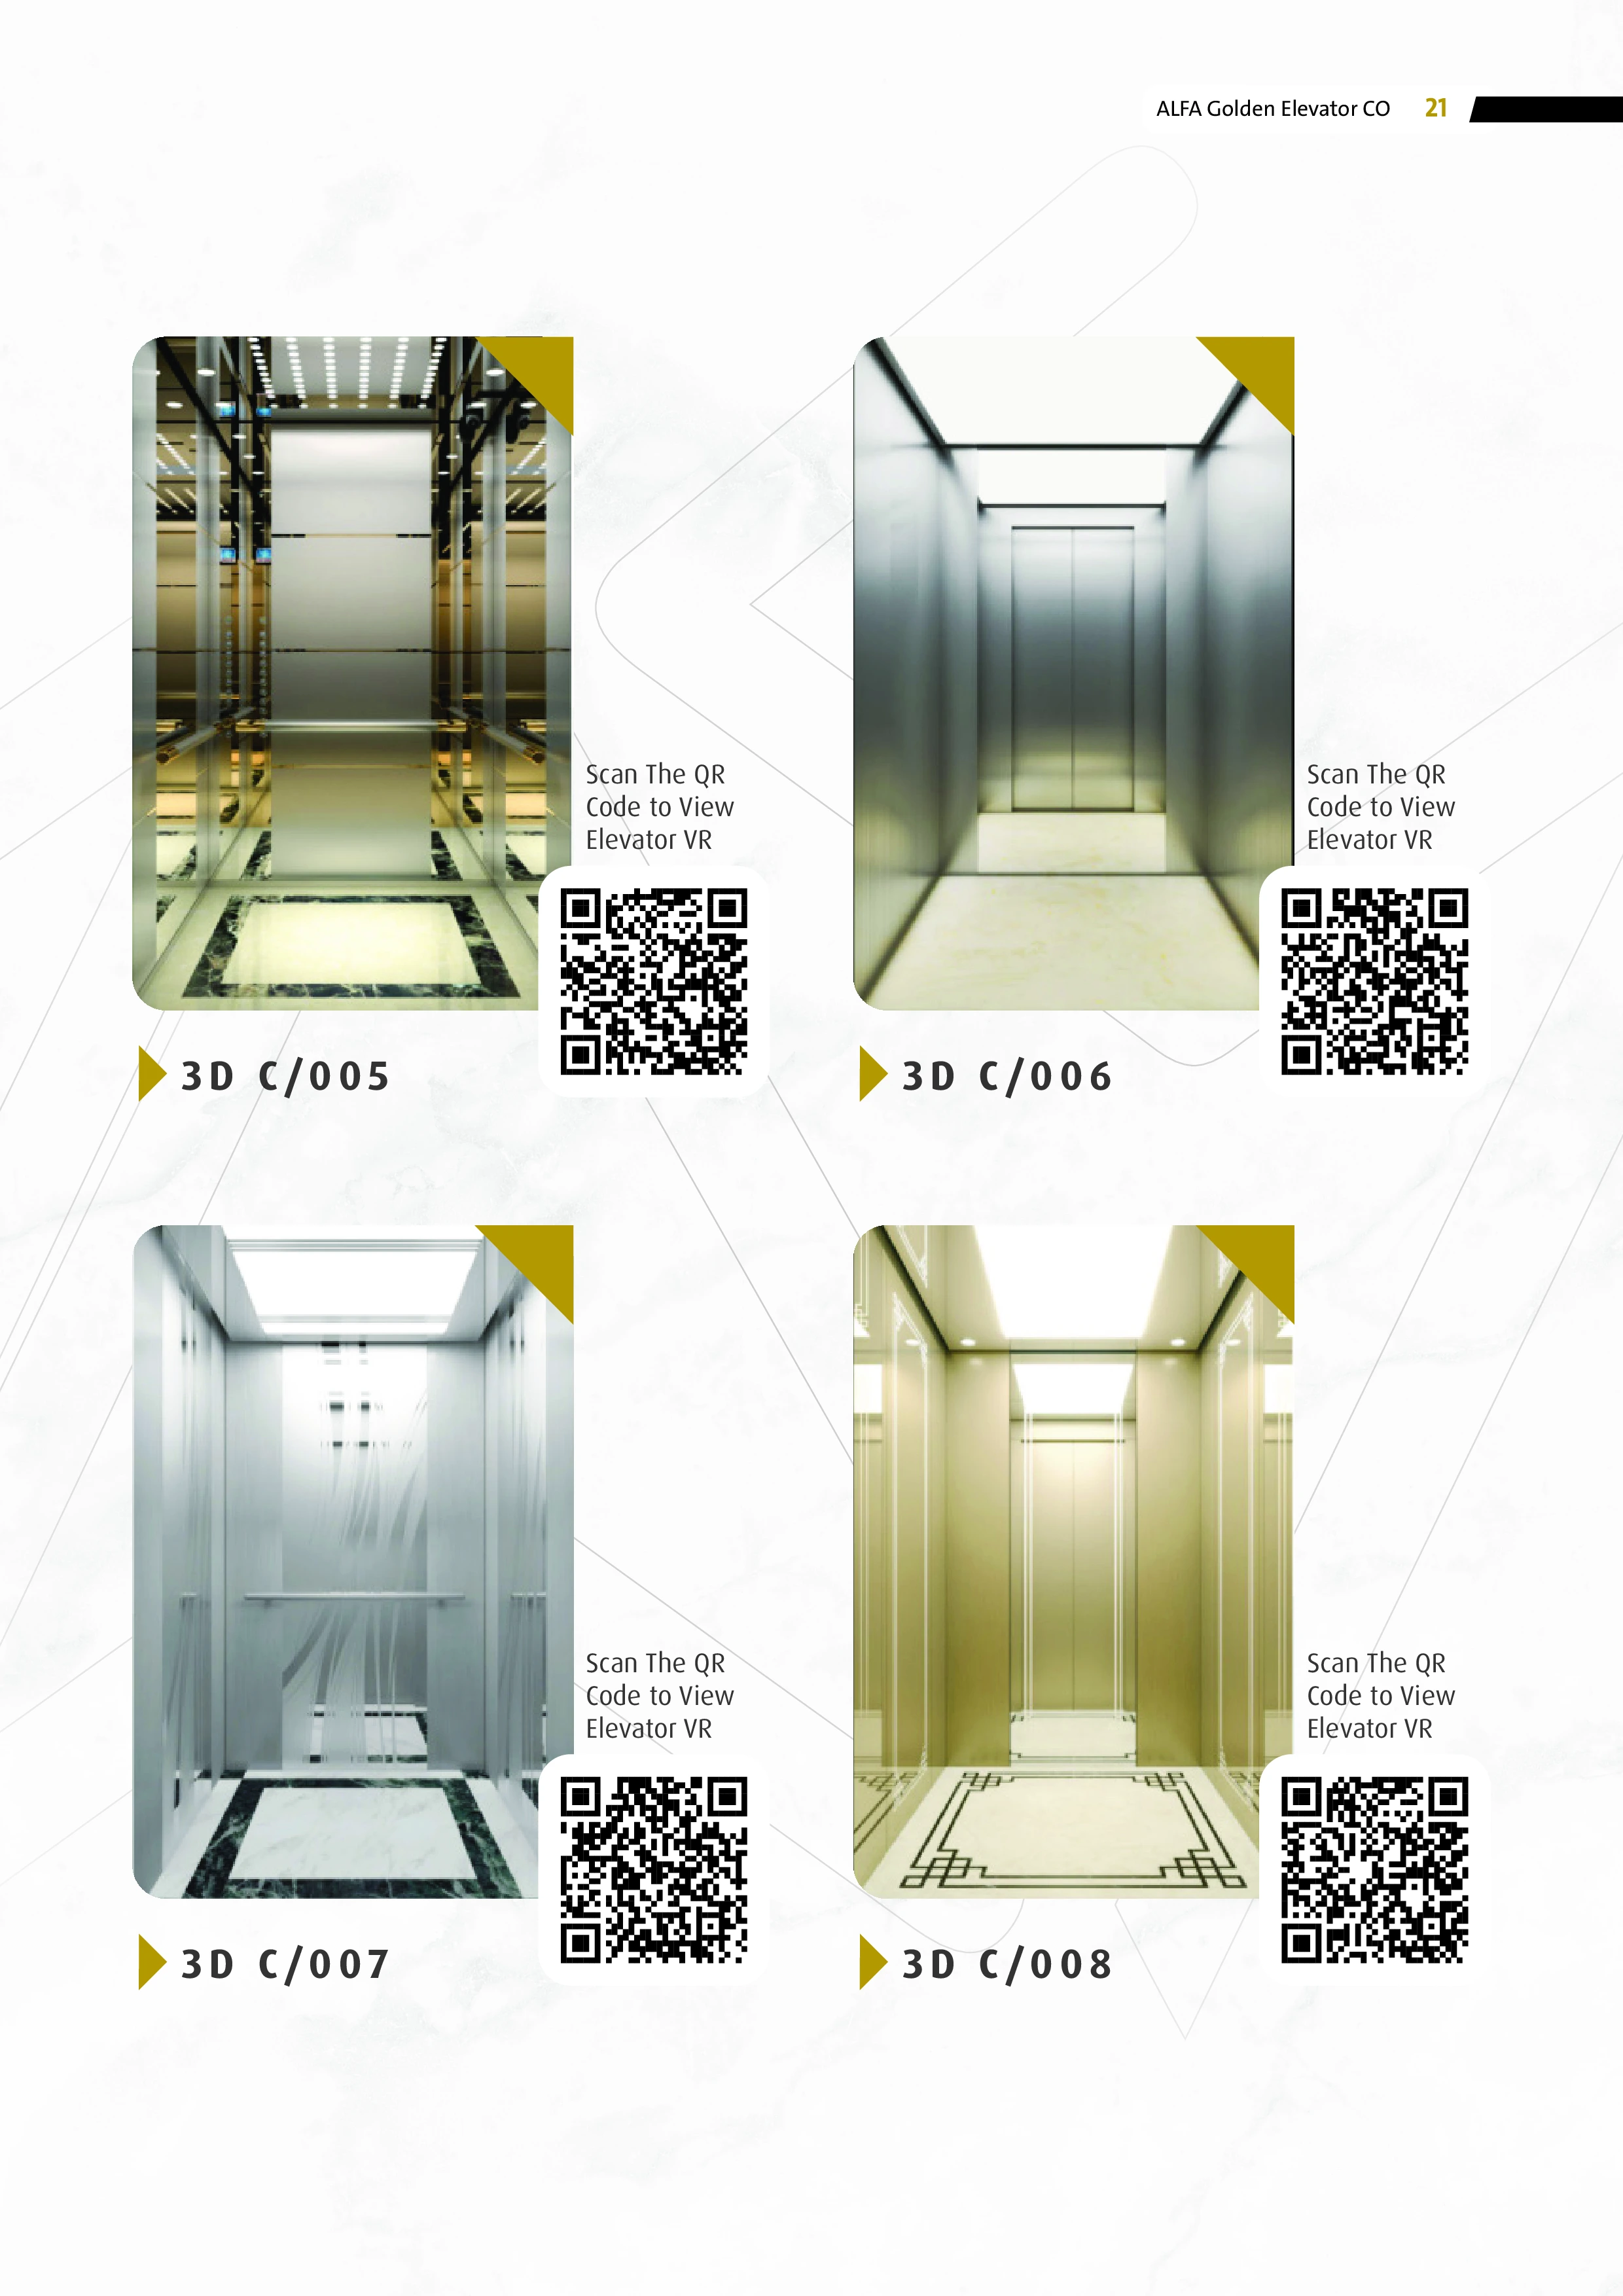 ALFA Golden Elevator CO 21
Scan The QR
Code to View
Elevator VR
3D C/005
Scan The QR
Code to View
Elevator VR
3D C/006
Scan The QR
Code to View
Elevator VR
3D C/007
Scan The QR
Code to View
Elevator VR
3D C/008